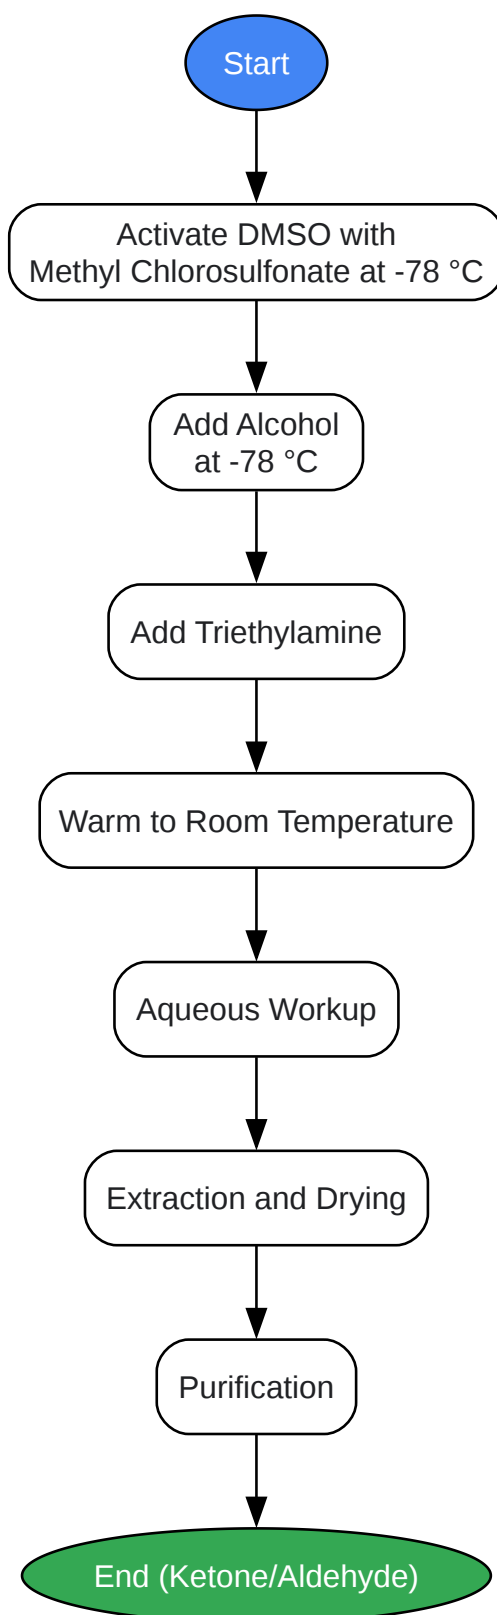 Start
Activate DMSO with
Methyl Chlorosulfonate at -78 °C
Add Alcohol
at -78 °C
Add Triethylamine
Warm to Room Temperature
Aqueous Workup
Extraction and Drying
Purification
End (Ketone/Aldehyde)